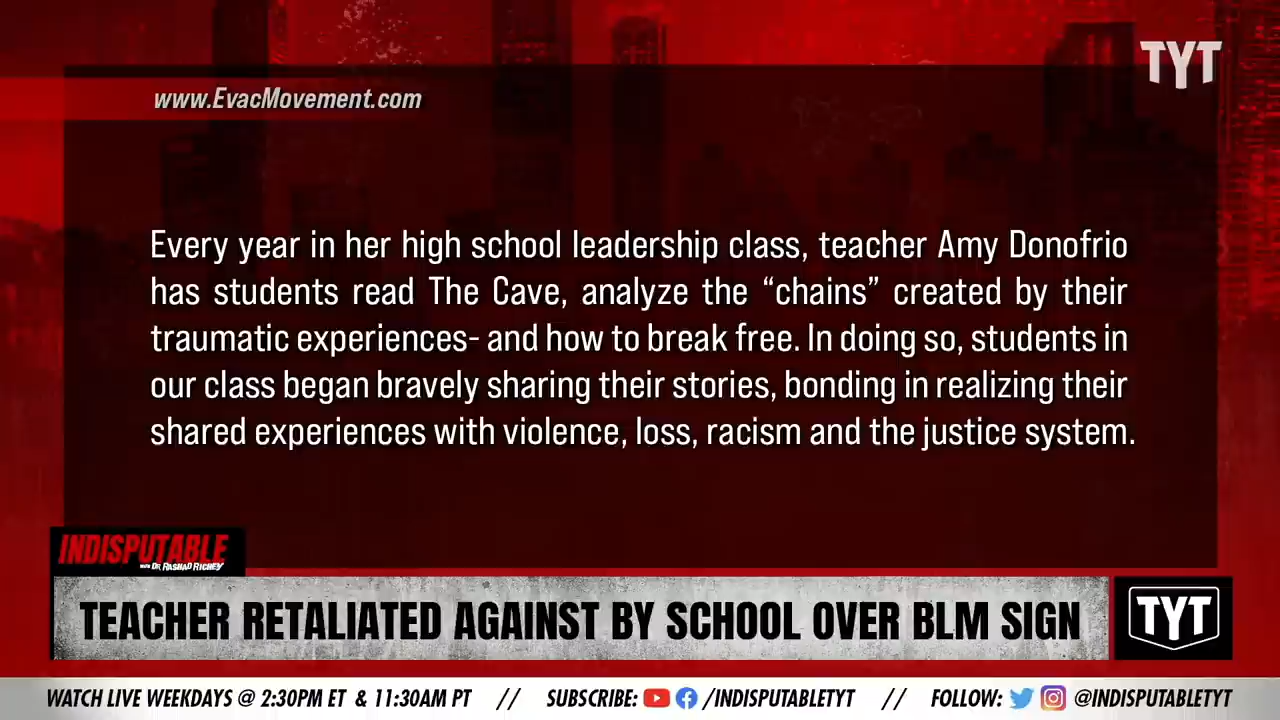 TYT
www.EvacMovement.com
Every year in her high school leadership class, teacher Amy Donofrio
has students read The Cave, analyze the “chains” created by their
traumatic experiences- and how to break free. In doing so, students in
our class began bravely sharing their stories, bonding in realizing their
shared experiences with violence, loss, racism and the justice system.
INDISPUTABLE
WITH DR. RASHAD RICHEY
TEACHER RETALIATED AGAINST BY SCHOOL OVER BLM SIGN
TYT
WATCH LIVE WEEKDAYS @ 2:30PM ET & 11:30AM PT // SUBSCRIBE: /INDISPUTABLETYT // FOLLOW: @INDISPUTABLETYT